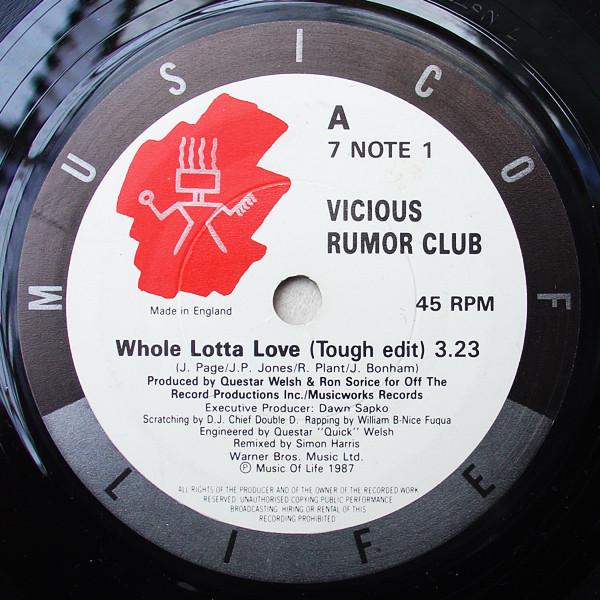 MUSIC OF LIFE
A
7 NOTE 1
VICIOUS
RUMOR CLUB
Made in England
45 RPM
Whole Lotta Love (Tough edit) 3.23
(J. Page/J.P. Jones/R. Plant/J. Bonham)
Produced by Questar Welsh & Ron Sorice for Off The
Record Productions Inc./Musicworks Records
Executive Producer: Dawn Sapko
Scratching by D.J. Chief Double D. Rapping by William B-Nice Fuqua
Engineered by Questar "Quick" Welsh
Remixed by Simon Harris
Warner Bros. Music Ltd.
Ⓟ Music Of Life 1987
ALL RIGHTS OF THE PRODUCER AND OF THE OWNER OF THE RECORDED WORK
RESERVED. UNAUTHORISED COPYING PUBLIC PERFORMANCE
BROADCASTING. HIRING OR RENTAL OF THIS
RECORDING PROHIBITED